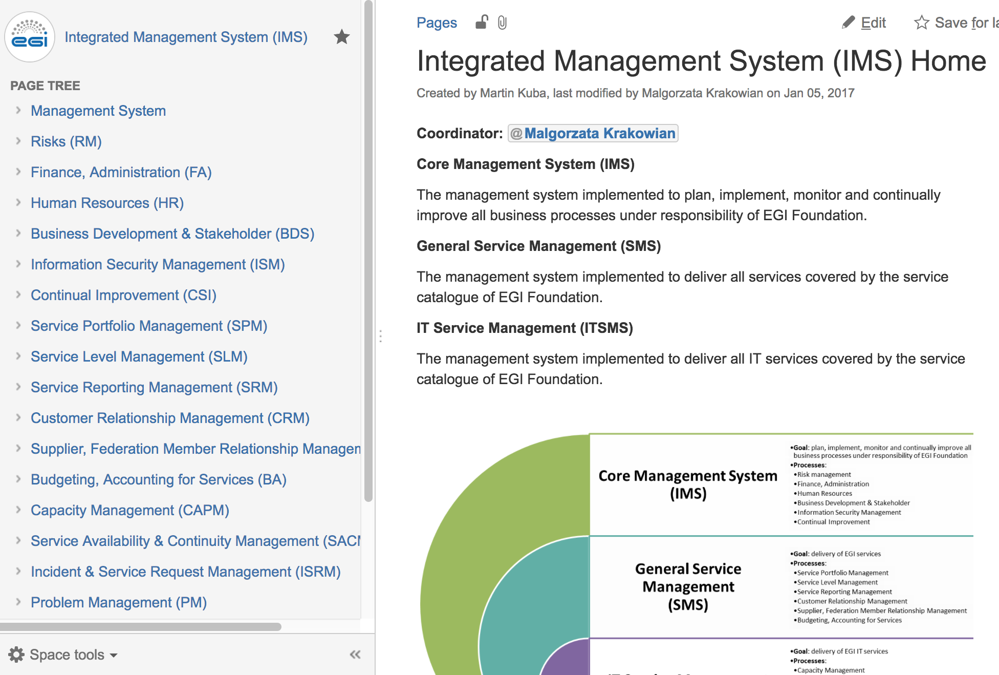 egi
Integrated Management System (IMS)
PAGE TREE
Management System
Risks (RM)
Finance, Administration (FA)
Human Resources (HR)
Business Development & Stakeholder (BDS)
Information Security Management (ISM)
Continual Improvement (CSI)
Service Portfolio Management (SPM)
Service Level Management (SLM)
Service Reporting Management (SRM)
Customer Relationship Management (CRM)
Supplier, Federation Member Relationship Managem
Budgeting, Accounting for Services (BA)
Capacity Management (CAPM)
Service Availability & Continuity Management (SACM
Incident & Service Request Management (ISRM)
Problem Management (PM)
Space tools
Pages
Edit
Save for la
Integrated Management System (IMS) Home
Created by Martin Kuba, last modified by Malgorzata Krakowian on Jan 05, 2017
Coordinator: @Malgorzata Krakowian
Core Management System (IMS)
The management system implemented to plan, implement, monitor and continually
improve all business processes under responsibility of EGI Foundation.
General Service Management (SMS)
The management system implemented to deliver all services covered by the service
catalogue of EGI Foundation.
IT Service Management (ITSMS)
The management system implemented to deliver all IT services covered by the service
catalogue of EGI Foundation.
Core Management System
(IMS)
•Goal: plan, implement, monitor and continually improve all
business processes under responsibility of EGI Foundation
•Processes:
•Risk management
•Finance, Administration
•Human Resources
•Business Development & Stakeholder
•Information Security Management
•Continual Improvement
General Service
Management
(SMS)
•Goal: delivery of EGI services
•Processes:
•Service Portfolio Management
•Service Level Management
•Service Reporting Management
•Customer Relationship Management
•Supplier, Federation Member Relationship Management
•Budgeting, Accounting for Services
•Goal: delivery of EGI IT services
•Processes:
•Capacity Management